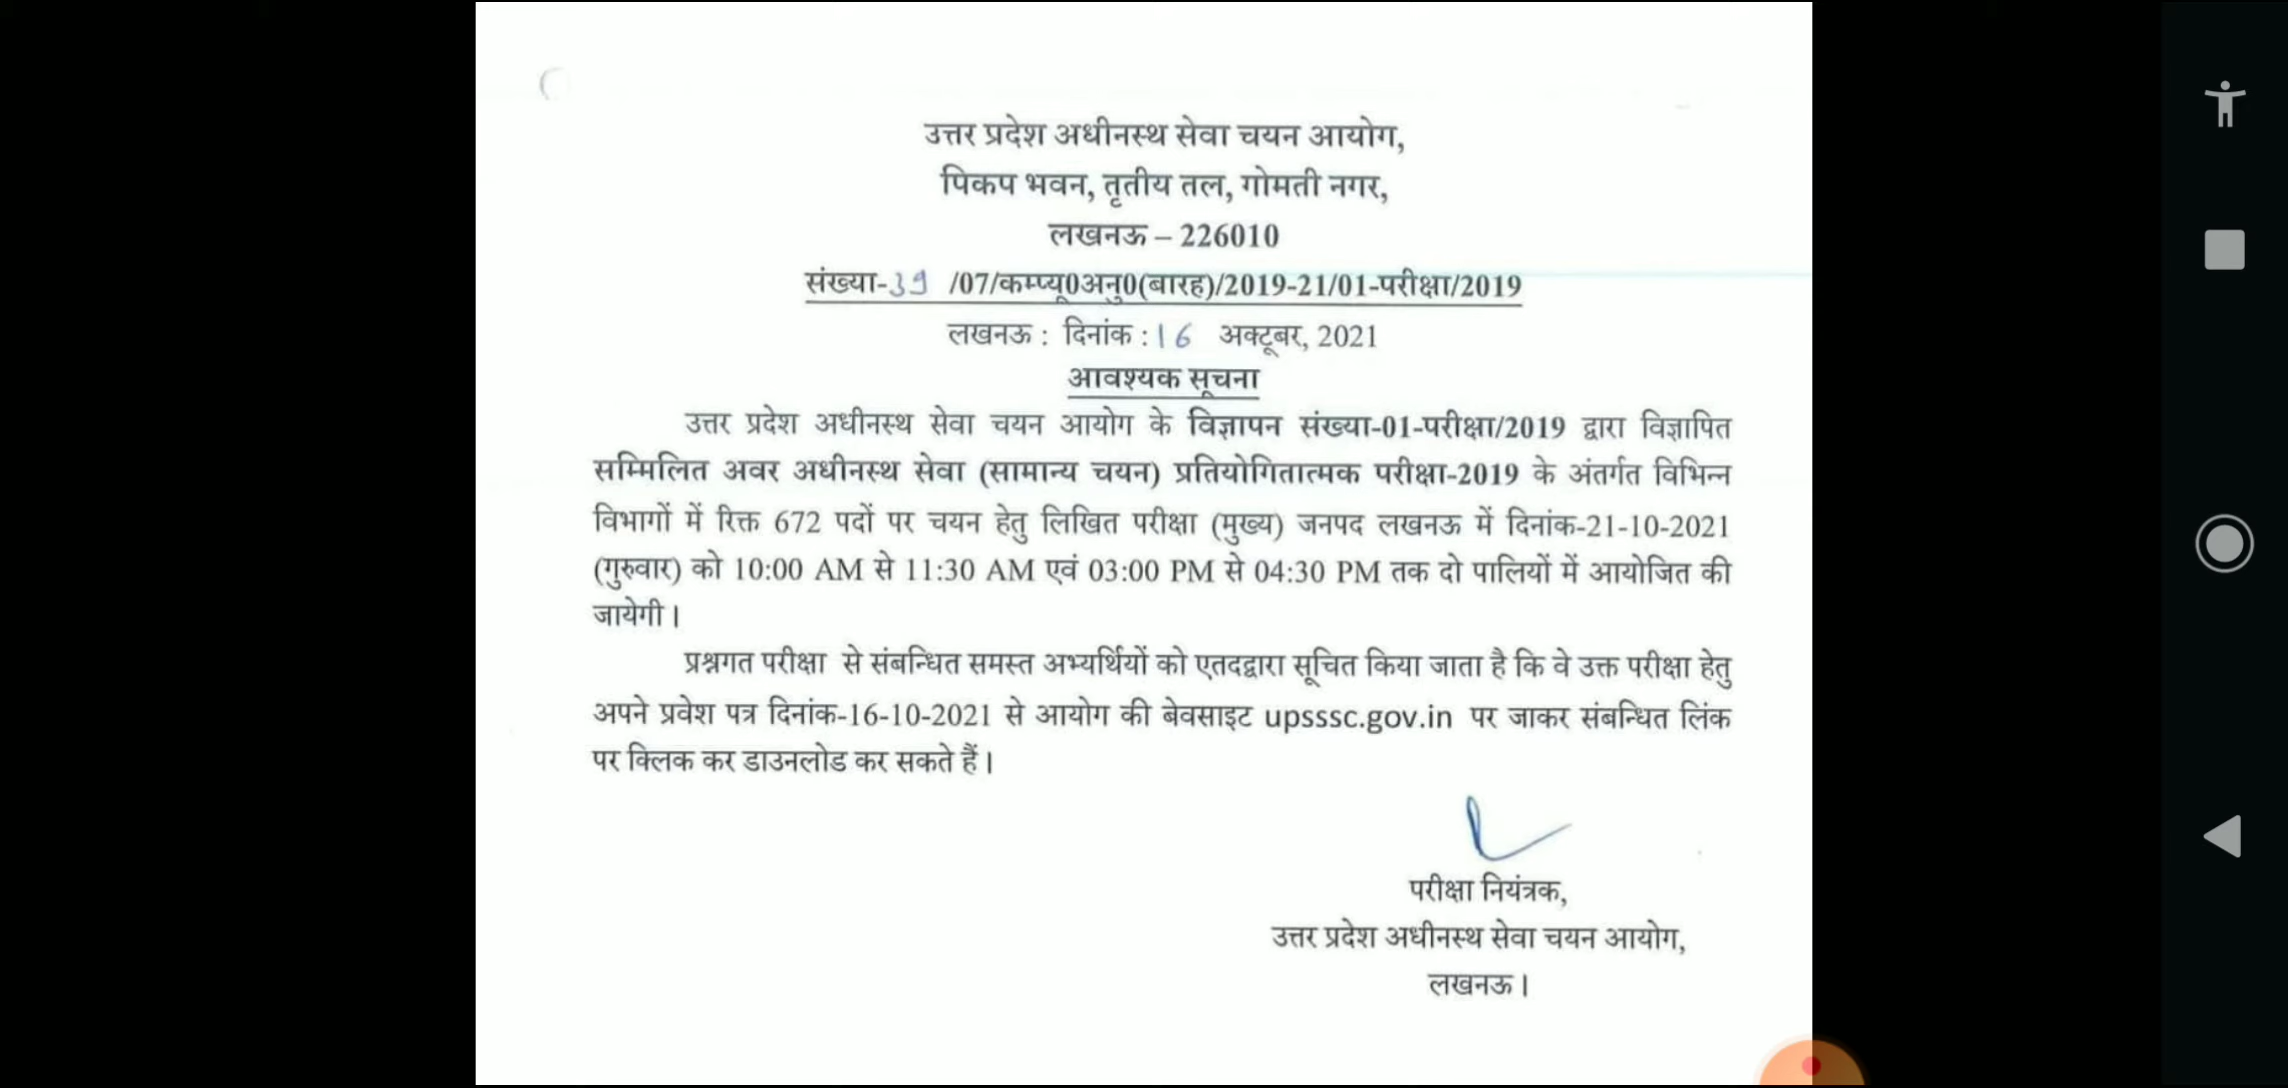 उत्तर प्रदेश अधीनस्थ सेवा चयन आयोग,
पिकप भवन, तृतीय तल, गोमती नगर,
लखनऊ – 226010
संख्या-39 /07/कम्प्यू0अनु0(बारह)/2019-21/01-परीक्षा/2019
लखनऊ : दिनांक : 16 अक्टूबर, 2021
आवश्यक सूचना
उत्तर प्रदेश अधीनस्थ सेवा चयन आयोग के विज्ञापन संख्या-01-परीक्षा/2019 द्वारा विज्ञापित
सम्मिलित अवर अधीनस्थ सेवा (सामान्य चयन) प्रतियोगितात्मक परीक्षा-2019 के अंतर्गत विभिन्न
विभागों में रिक्त 672 पदों पर चयन हेतु लिखित परीक्षा (मुख्य) जनपद लखनऊ में दिनांक-21-10-2021
(गुरुवार) को 10:00 AM से 11:30 AM एवं 03:00 PM से 04:30 PM तक दो पालियों में आयोजित की
जायेगी।
प्रश्नगत परीक्षा से संबन्धित समस्त अभ्यर्थियों को एतदद्वारा सूचित किया जाता है कि वे उक्त परीक्षा हेतु
अपने प्रवेश पत्र दिनांक-16-10-2021 से आयोग की बेवसाइट upsssc.gov.in पर जाकर संबन्धित लिंक
पर क्लिक कर डाउनलोड कर सकते हैं।
परीक्षा नियंत्रक,
उत्तर प्रदेश अधीनस्थ सेवा चयन आयोग,
लखनऊ।